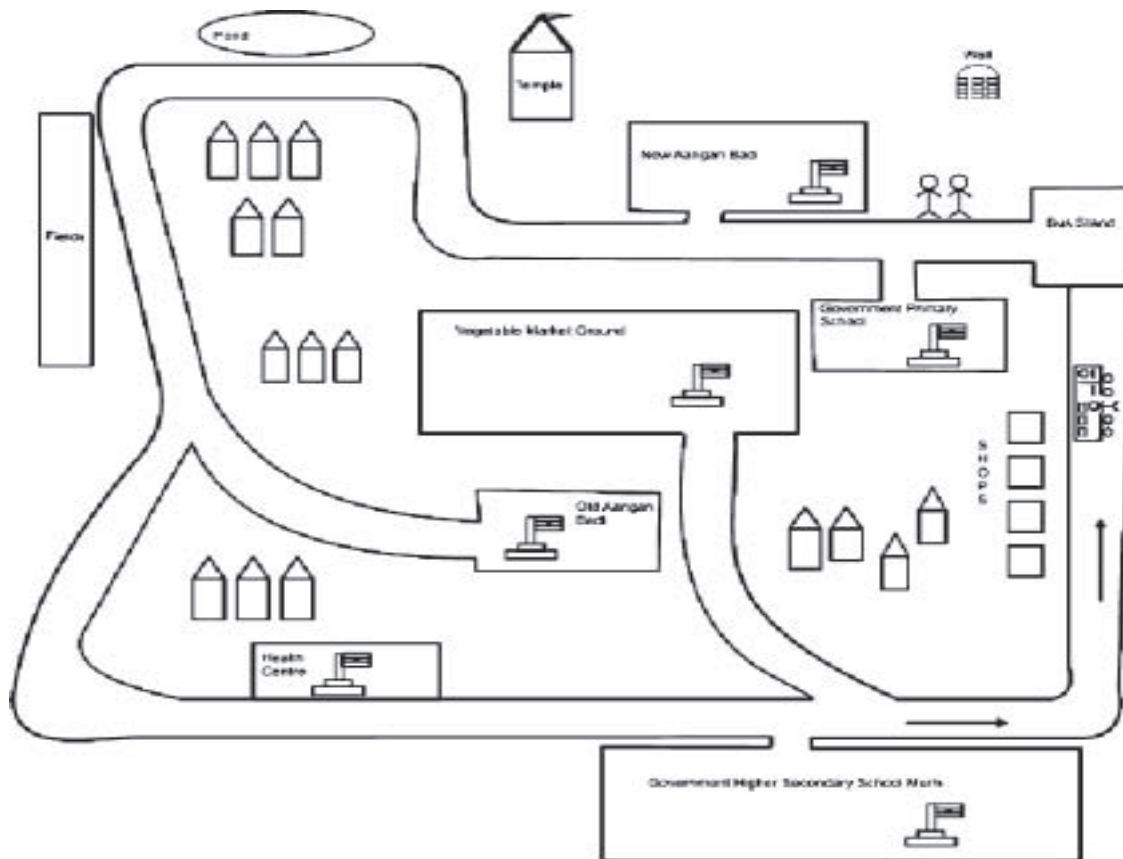 Pond
Temple
Well
New Aangan Badi
Bus Stand
Fields
Government Primary
School
Vegetable Market Ground
SHOPS
Old Aangan
Badi
Health
Centre
Government Higher Secondary School